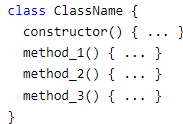 class ClassName {
  constructor() { ... }
  method_1() { ... }
  method_2() { ... }
  method_3() { ... }
}